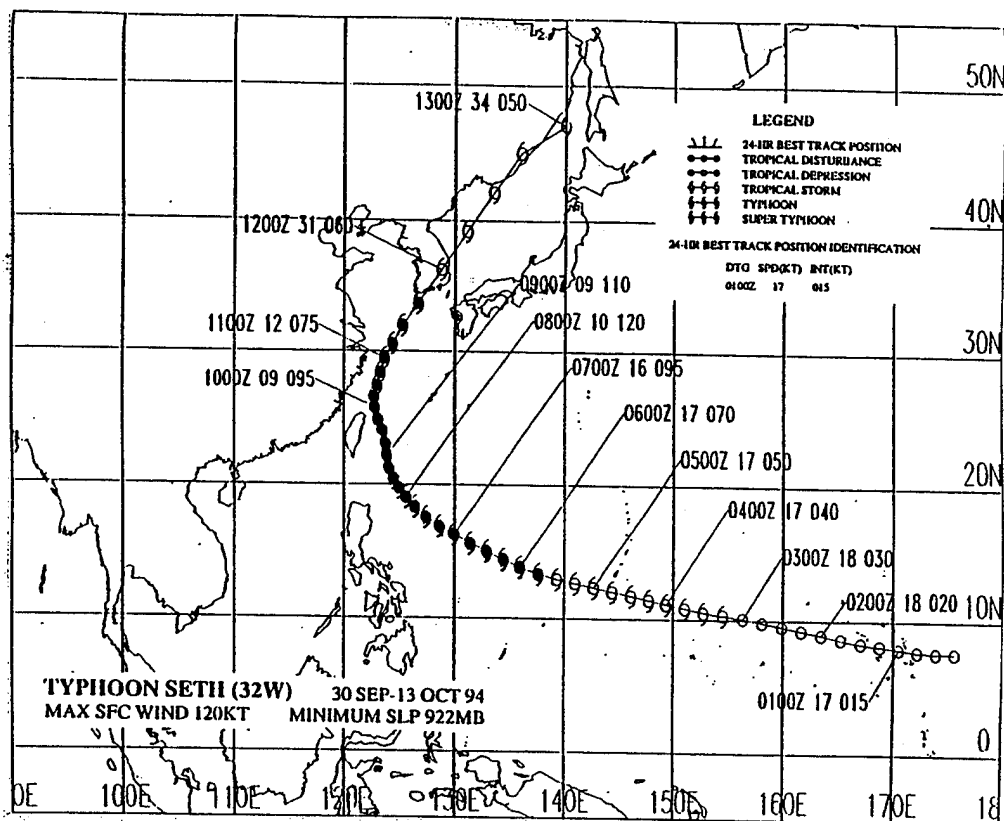 50N
1300Z 34 050
LEGEND
24-HR BEST TRACK POSITION
TROPICAL DISTURBANCE
TROPICAL DEPRESSION
TROPICAL STORM
TYPHOON
SUPER TYPHOON
40N
1200Z 31 060
24-HR BEST TRACK POSITION IDENTIFICATION
DTG SPD(KT) INT(KT)
0100Z 17 015
0900Z 09 110
1100Z 12 075
0800Z 10 120
30N
0700Z 16 095
1000Z 09 095
0600Z 17 070
0500Z 17 050
20N
0400Z 17 040
0300Z 18 030
0200Z 18 020
10N
TYPHOON SETH (32W)
30 SEP-13 OCT 94
MAX SFC WIND 120KT
MINIMUM SLP 922MB
0100Z 17 015
0
0E
100E
110E
120E
130E
140E
150E
160E
170E
18